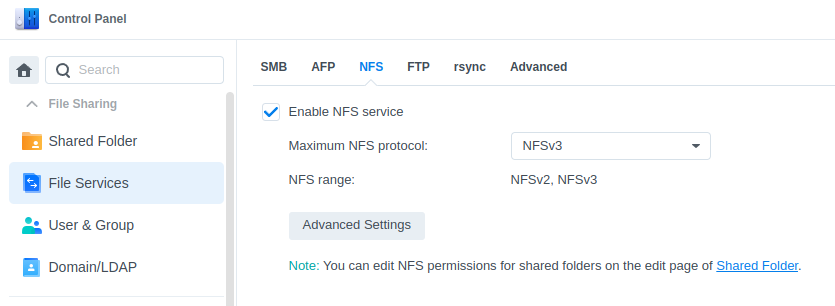 Control Panel
Search
SMB AFP NFS FTP rsync Advanced
File Sharing
Enable NFS service
Shared Folder
Maximum NFS protocol: NFSv3
File Services
NFS range: NFSv2, NFSv3
User & Group
Advanced Settings
Domain/LDAP
Note: You can edit NFS permissions for shared folders on the edit page of Shared Folder.